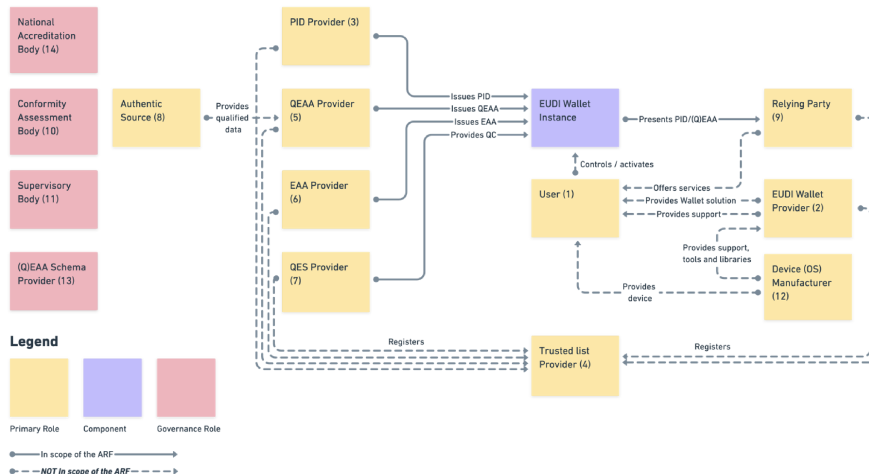 National
Accreditation
Body (14)
PID Provider (3)
Conformity
Assessment
Body (10)
Authentic
Source (8)
Provides
qualified
data
QEAA Provider
(5)
Issues PID
Issues QEAA
Issues EAA
Provides QC
EUDI Wallet
Instance
Presents PID/(Q)EAA
Relying Party
(9)
Controls / activates
Supervisory
Body (11)
EAA Provider
(6)
User (1)
Offers services
Provides Wallet solution
Provides support
EUDI Wallet
Provider (2)
Provides support,
tools and libraries
(Q)EAA Schema
Provider (13)
QES Provider
(7)
Provides
device
Device (OS)
Manufacturer
(12)
Registers
Trusted list
Provider (4)
Registers
Legend
Primary Role
Component
Governance Role
In scope of the ARF
NOT in scope of the ARF